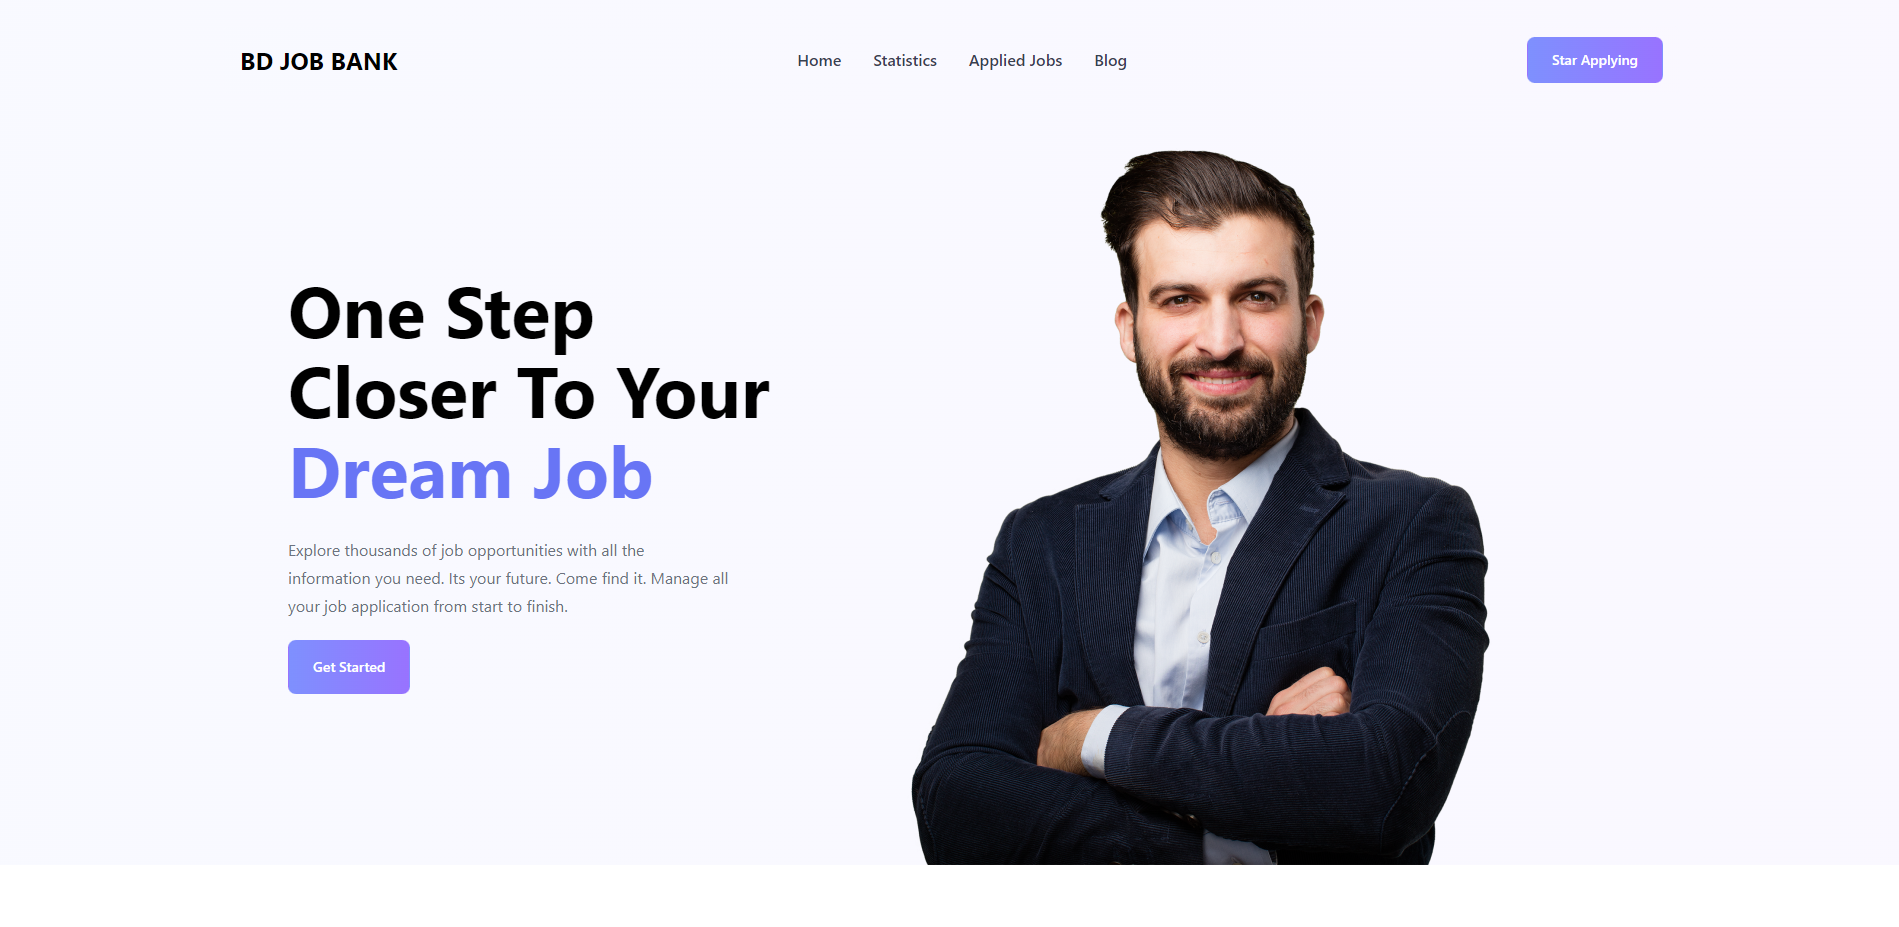 BD JOB BANK
Home Statistics Applied Jobs Blog
Star Applying
One Step
Closer To Your
Dream Job
Explore thousands of job opportunities with all the
information you need. Its your future. Come find it. Manage all
your job application from start to finish.
Get Started